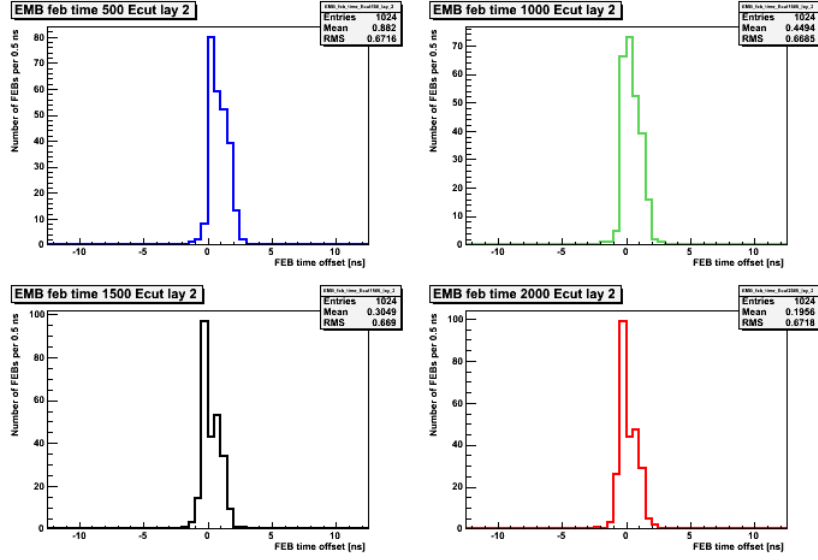 EMB feb time 500 Ecut lay 2
Entries 1024
Mean 0.882
RMS 0.6716
Number of FEBs per 0.5 ns
80
70
60
50
40
30
20
10
0
-10 -5 0 5 10
FEB time offset [ns]
EMB feb time 1000 Ecut lay 2
Entries 1024
Mean 0.4494
RMS 0.6685
Number of FEBs per 0.5 ns
70
60
50
40
30
20
10
0
-10 -5 0 5 10
FEB time offset [ns]
EMB feb time 1500 Ecut lay 2
Entries 1024
Mean 0.3049
RMS 0.669
Number of FEBs per 0.5 ns
100
80
60
40
20
0
-10 -5 0 5 10
FEB time offset [ns]
EMB feb time 2000 Ecut lay 2
Entries 1024
Mean 0.1956
RMS 0.6718
Number of FEBs per 0.5 ns
100
80
60
40
20
0
-10 -5 0 5 10
FEB time offset [ns]